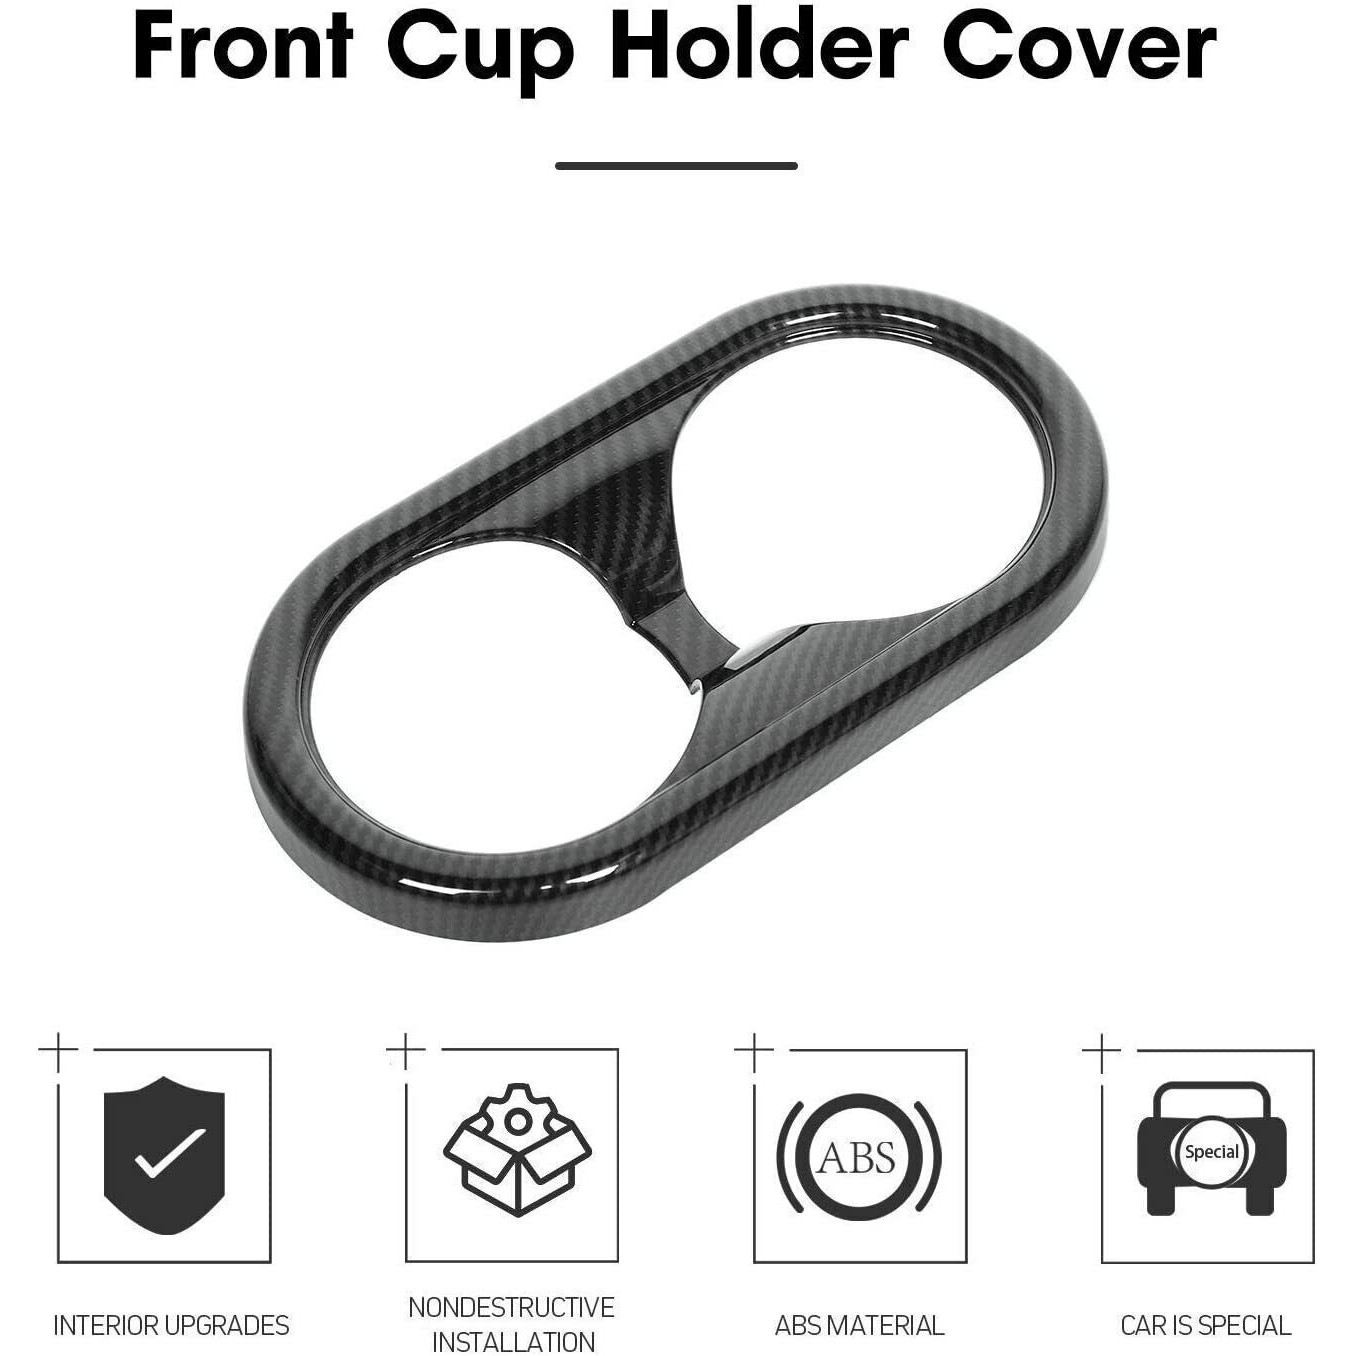 Front Cup Holder Cover
ABS
Special
INTERIOR UPGRADES
NONDESTRUCTIVE
INSTALLATION
ABS MATERIAL
CAR IS SPECIAL